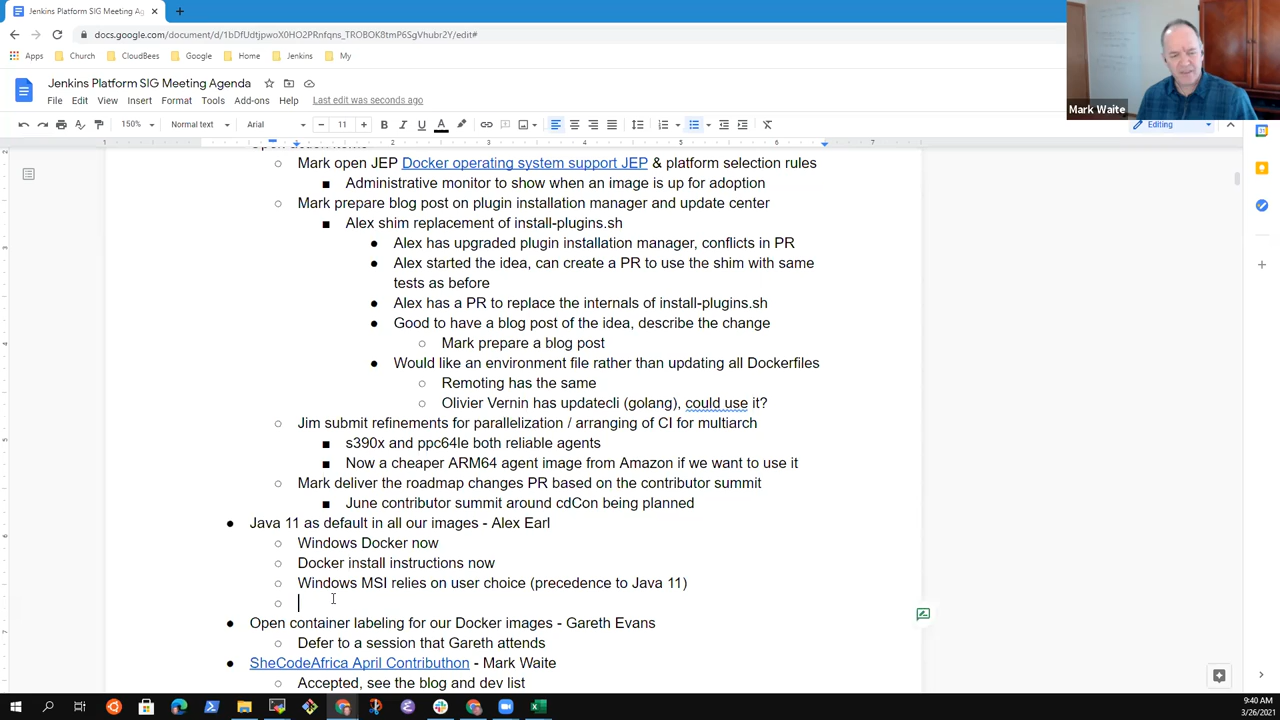 Jenkins Platform SIG Meeting Ag
docs.google.com/document/d/1bDfUdtjpwoX0HO2PRnfqns_TROBOK8tmP6SgVhubr2Y/edit#
Apps Church CloudBees Google Home Jenkins My
Jenkins Platform SIG Meeting Agenda
File Edit View Insert Format Tools Add-ons Help Last edit was seconds ago
Mark Waite
150% Normal text Arial 11 Editing
1 2 3 4 5 6 7
Mark open JEP Docker operating system support JEP & platform selection rules
Administrative monitor to show when an image is up for adoption
Mark prepare blog post on plugin installation manager and update center
Alex shim replacement of install-plugins.sh
Alex has upgraded plugin installation manager, conflicts in PR
Alex started the idea, can create a PR to use the shim with same
tests as before
Alex has a PR to replace the internals of install-plugins.sh
Good to have a blog post of the idea, describe the change
Mark prepare a blog post
Would like an environment file rather than updating all Dockerfiles
Remoting has the same
Olivier Vernin has updatecli (golang), could use it?
Jim submit refinements for parallelization / arranging of CI for multiarch
s390x and ppc64le both reliable agents
Now a cheaper ARM64 agent image from Amazon if we want to use it
Mark deliver the roadmap changes PR based on the contributor summit
June contributor summit around cdCon being planned
Java 11 as default in all our images - Alex Earl
Windows Docker now
Docker install instructions now
Windows MSI relies on user choice (precedence to Java 11)
Open container labeling for our Docker images - Gareth Evans
Defer to a session that Gareth attends
SheCodeAfrica April Contributhon - Mark Waite
Accepted, see the blog and dev list
9:40 AM
3/26/2021